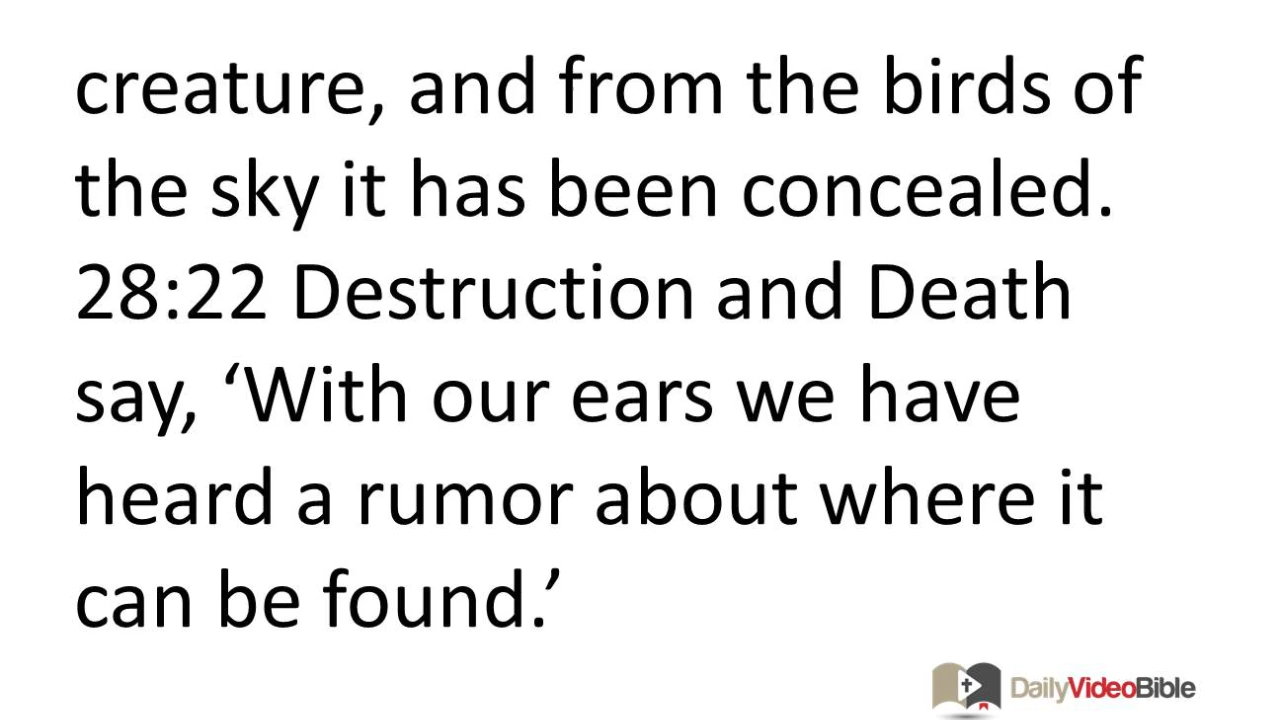 creature, and from the birds of
the sky it has been concealed.
28:22 Destruction and Death
say, ‘With our ears we have
heard a rumor about where it
can be found.’
DailyVideoBible